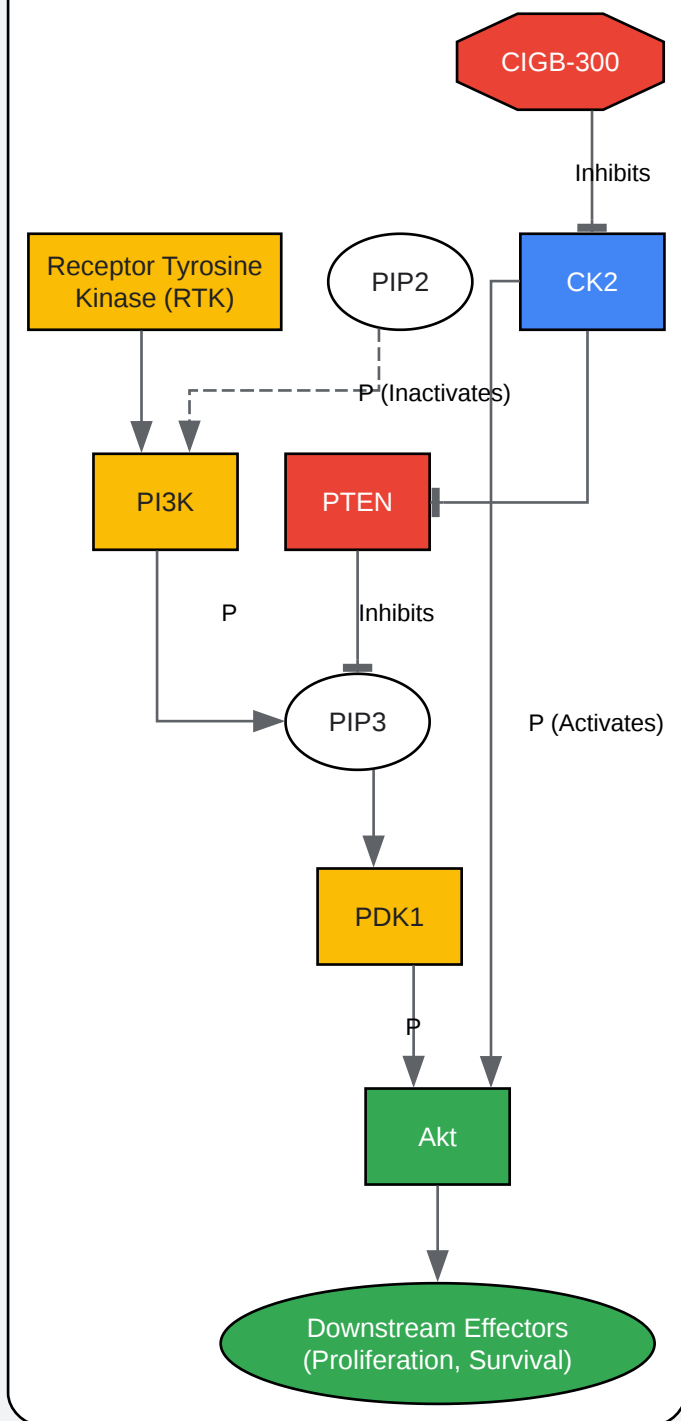 CIGB-300
Inhibits
Receptor Tyrosine
Kinase (RTK)
PIP2
CK2
P (Inactivates)
PI3K
PTEN
P
Inhibits
PIP3
P (Activates)
PDK1
P
Akt
Downstream Effectors
(Proliferation, Survival)